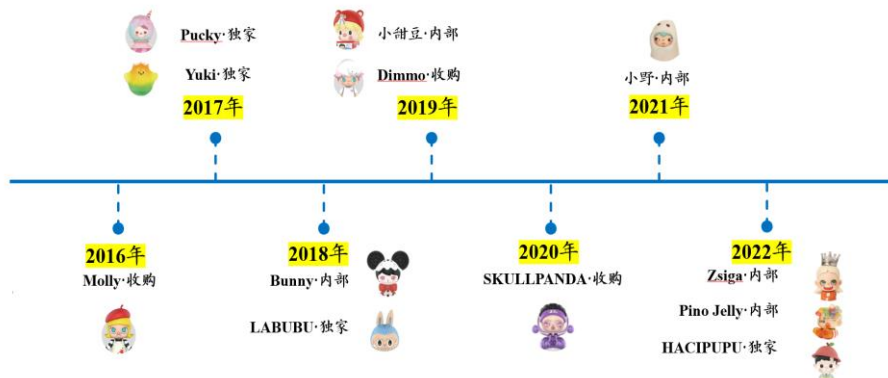 Pucky·独家
Yuki·独家
2017年
小甜豆·内部
Dimmo·收购
2019年
小野·内部
2021年
2016年
Molly·收购
2018年
Bunny·内部
LABUBU·独家
2020年
SKULLPANDA·收购
2022年
Zsiga·内部
Pino Jelly·内部
HACIPUPU·独家